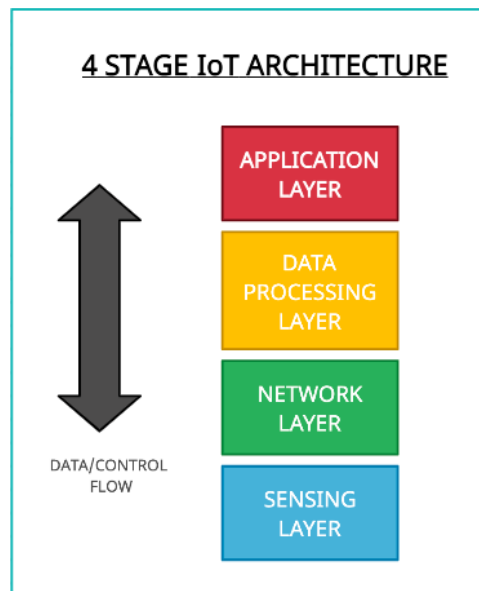 4 STAGE IoT ARCHITECTURE
APPLICATION
LAYER
DATA
PROCESSING
LAYER
NETWORK
LAYER
DATA/CONTROL
FLOW
SENSING
LAYER